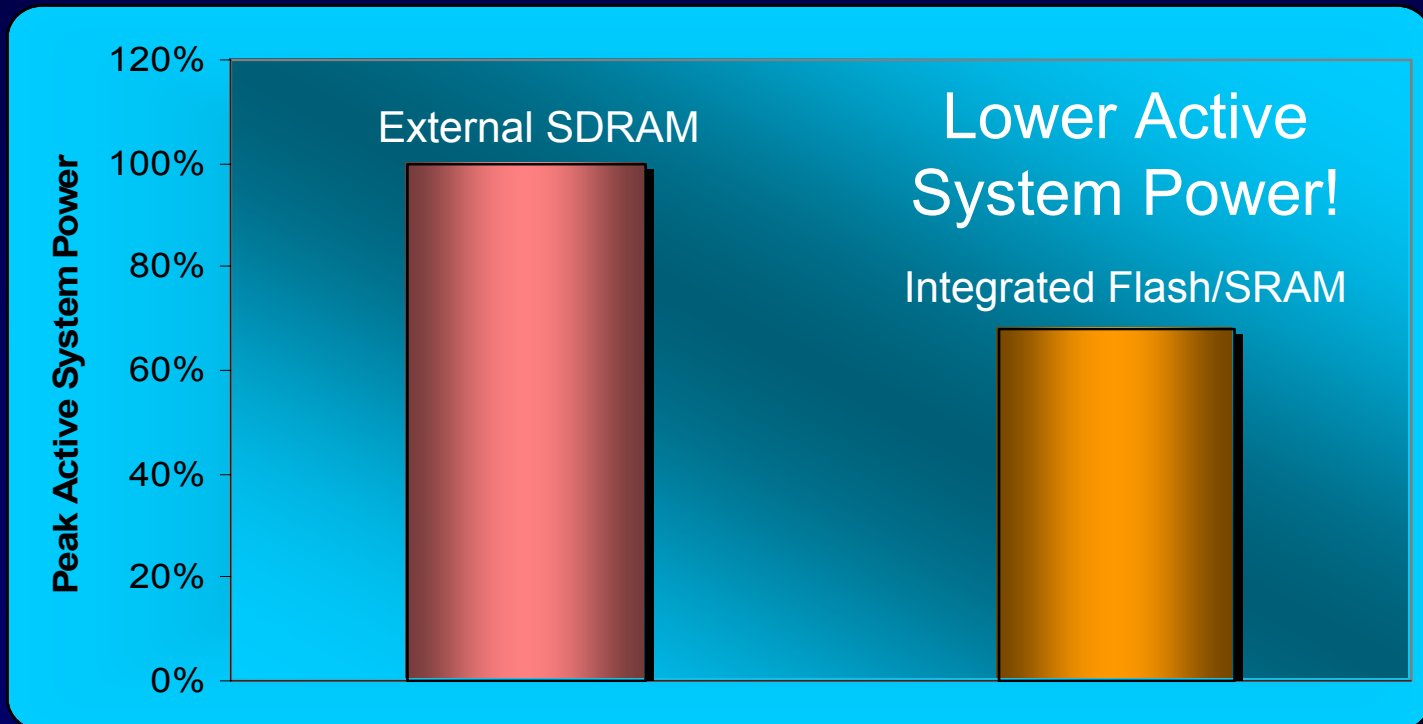 120%
100%
80%
60%
40%
20%
0%
Peak Active System Power
External SDRAM
Lower Active
System Power!
Integrated Flash/SRAM